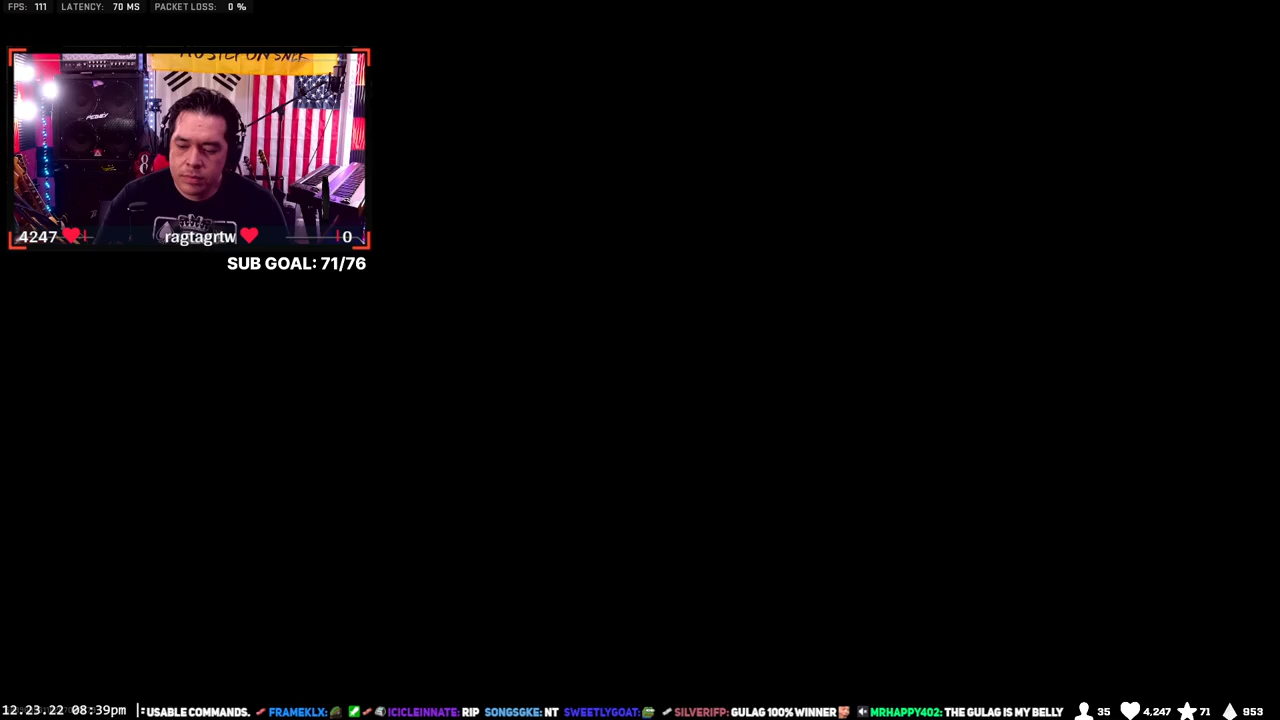 FPS: 111 LATENCY: 70 MS PACKET LOSS: 0 %
PEAVEY
8
4247 ragtagrtw 0
SUB GOAL: 71/76
12.23.22 08:39pm : USABLE COMMANDS. FRAMEKLX: ICICLEINNATE: RIP SONGSGKE: NT SWEETLYGOAT: SILVERIFP: GULAG 100% WINNER MRHAPPY402: THE GULAG IS MY BELLY 35 4,247 71 953